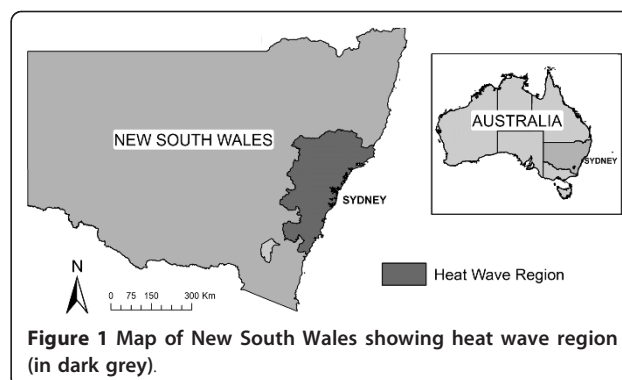 NEW SOUTH WALES
SYDNEY
AUSTRALIA
SYDNEY
N
0 75 150 300 Km
Heat Wave Region
Figure 1 Map of New South Wales showing heat wave region
(in dark grey).